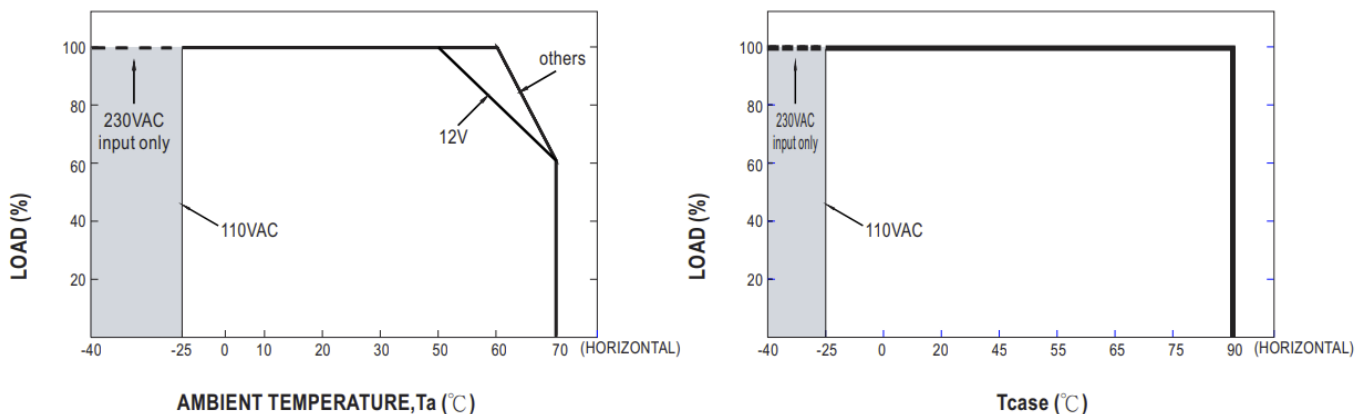 100
80
60
40
20
LOAD (%)
230VAC
input only
110VAC
12V
others
-40 -25 0 10 20 30 40 50 60 70 (HORIZONTAL)
AMBIENT TEMPERATURE,Ta (℃)
100
80
60
40
20
LOAD (%)
230VAC
input only
110VAC
-40 -25 0 20 45 55 65 75 90 (HORIZONTAL)
Tcase (℃)